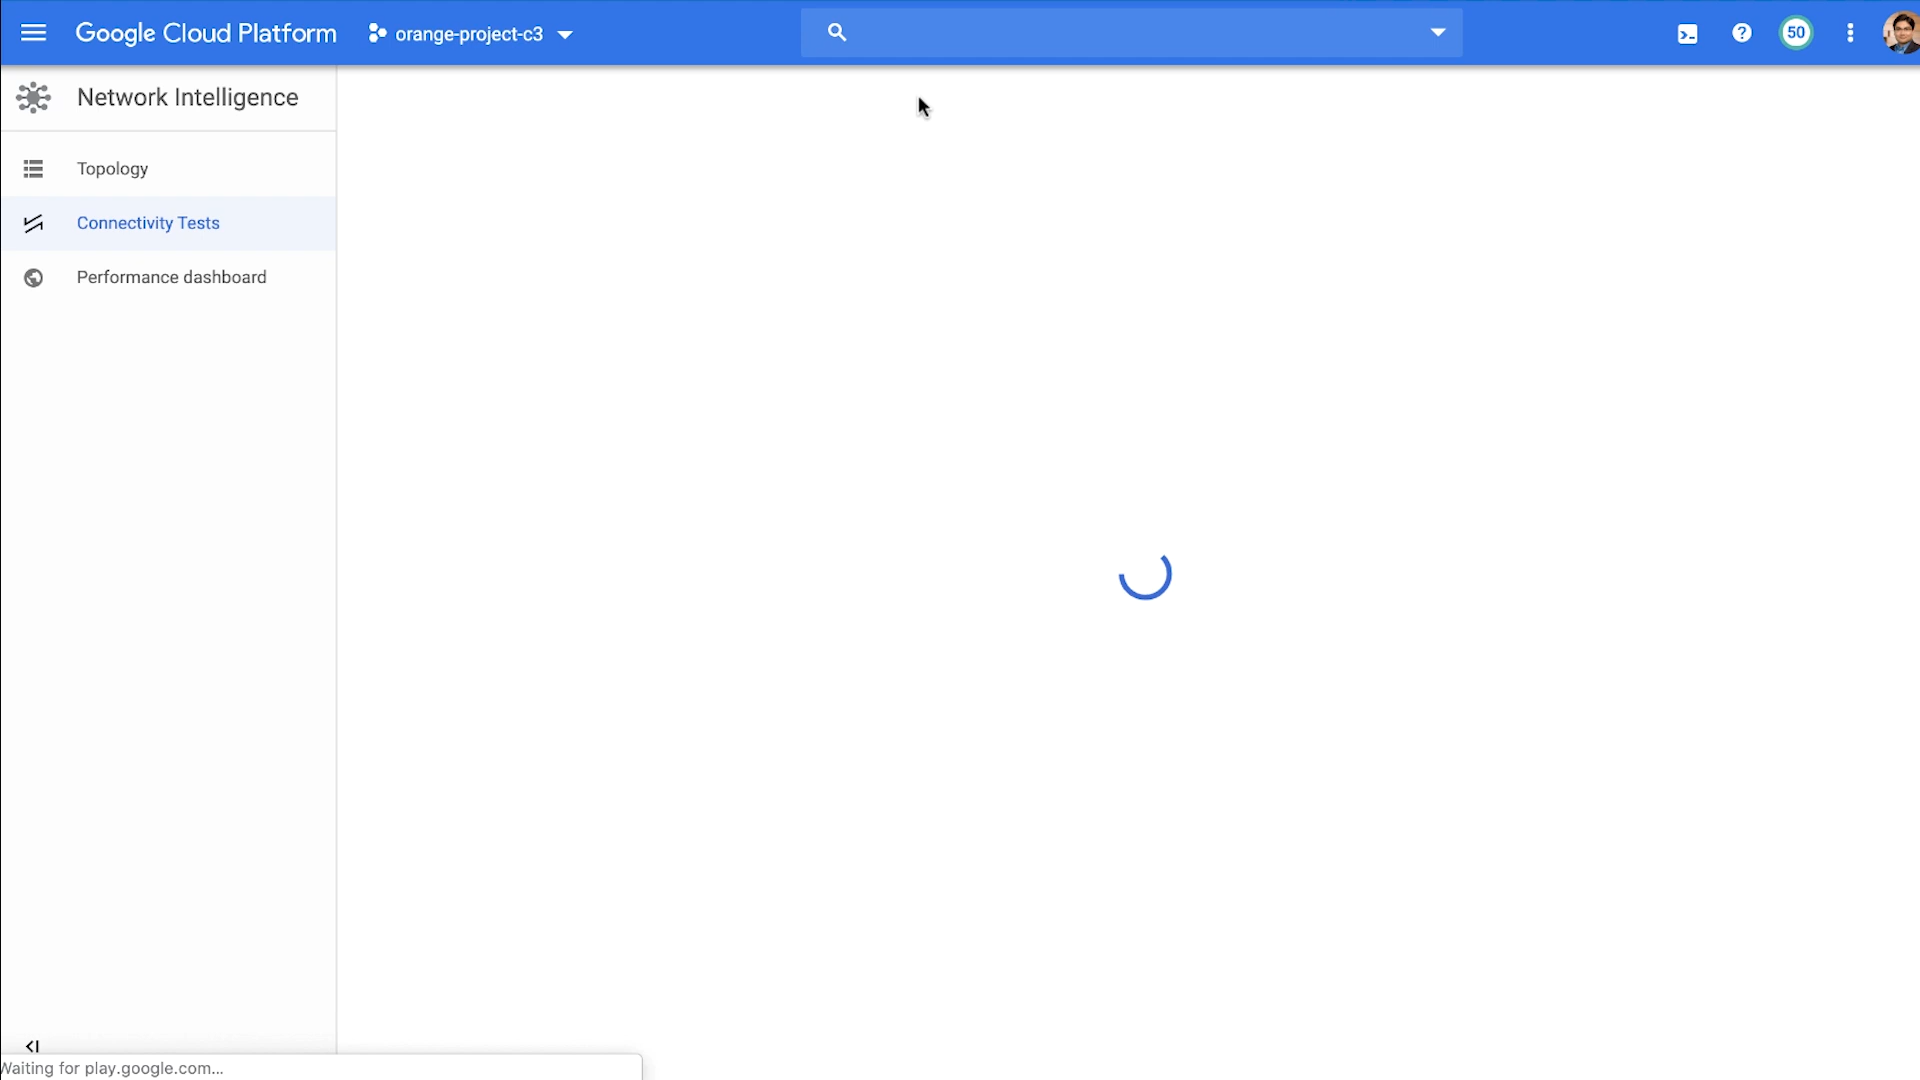 Google Cloud Platform
orange-project-c3
50
Network Intelligence
Topology
Connectivity Tests
Performance dashboard
Waiting for play.google.com...